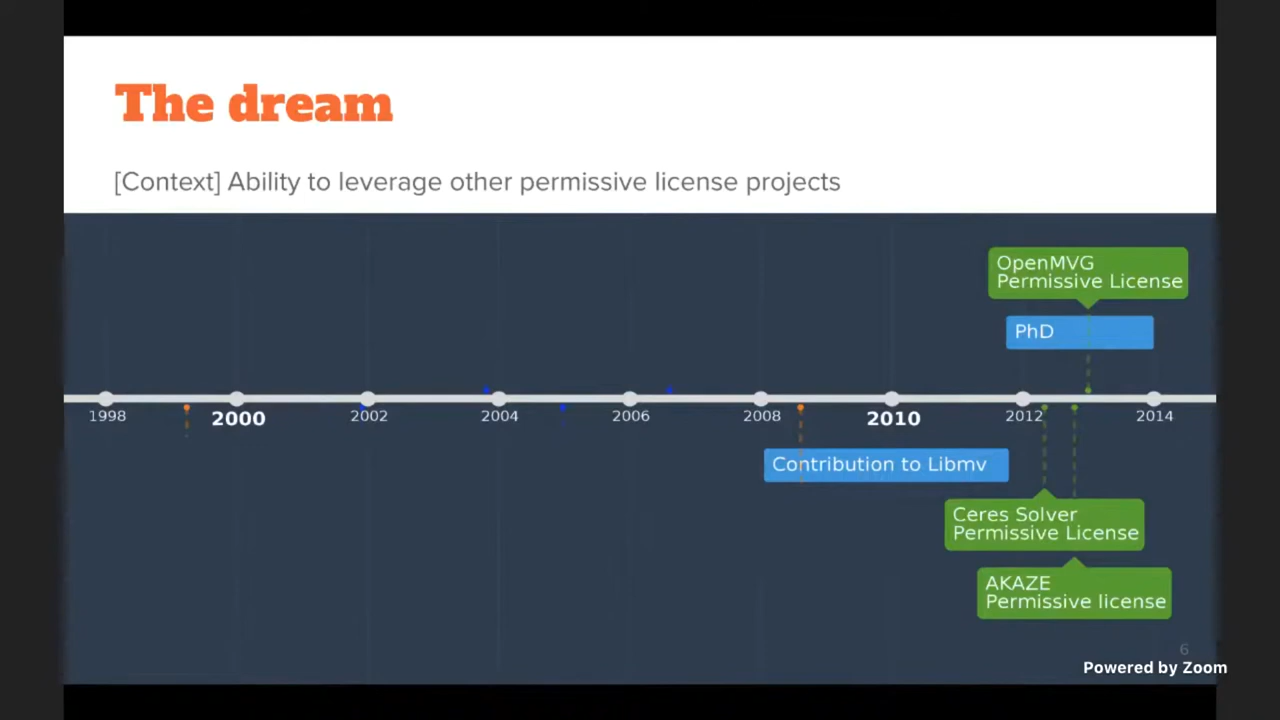 The dream
[Context] Ability to leverage other permissive license projects
OpenMVG
Permissive License
PhD
1998
2000
2002
2004
2006
2008
2010
2012
2014
Contribution to Libmv
Ceres Solver
Permissive License
AKAZE
Permissive license
6
Powered by Zoom